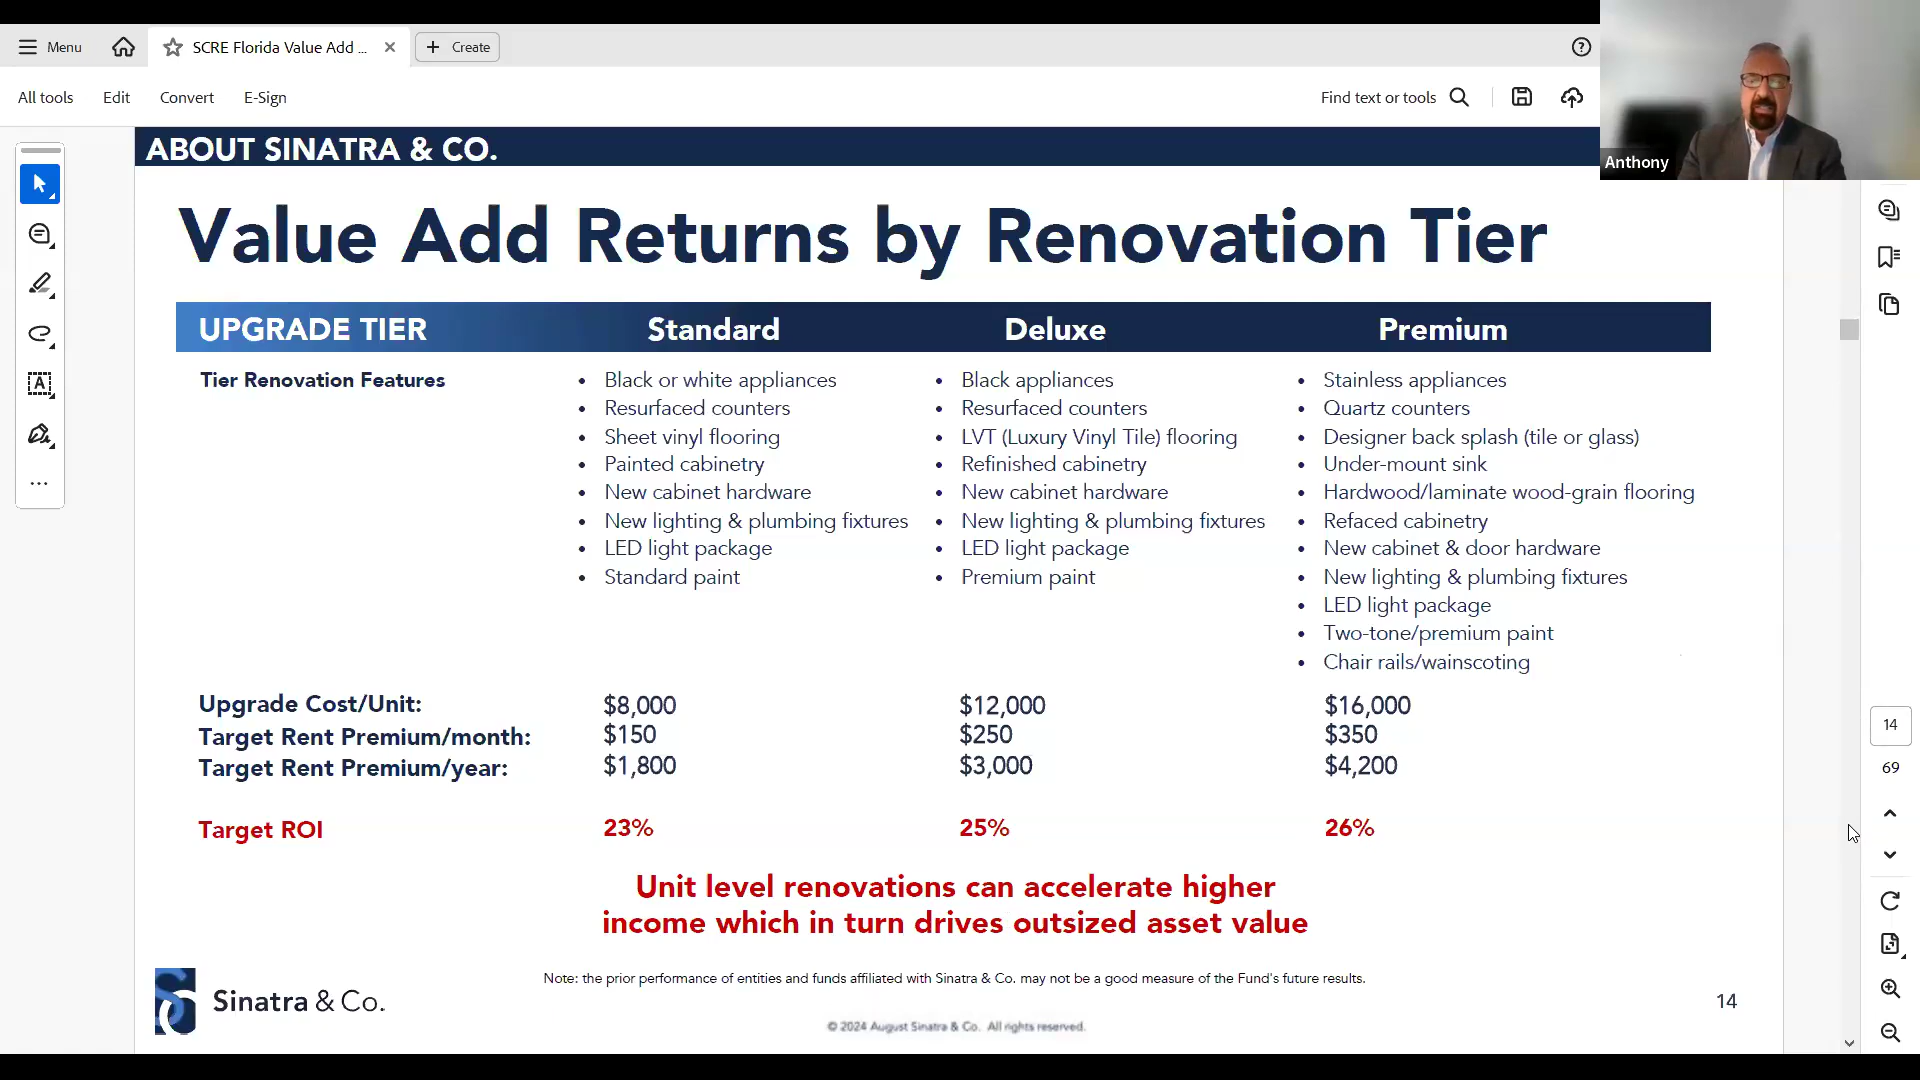 Menu
SCRE Florida Value Add ...
Create
All tools
Edit
Convert
E-Sign
Find text or tools
Anthony
ABOUT SINATRA & CO.
Value Add Returns by Renovation Tier
UPGRADE TIER Standard Deluxe Premium
Tier Renovation Features
• Black or white appliances
• Resurfaced counters
• Sheet vinyl flooring
• Painted cabinetry
• New cabinet hardware
• New lighting & plumbing fixtures
• LED light package
• Standard paint
• Black appliances
• Resurfaced counters
• LVT (Luxury Vinyl Tile) flooring
• Refinished cabinetry
• New cabinet hardware
• New lighting & plumbing fixtures
• LED light package
• Premium paint
• Stainless appliances
• Quartz counters
• Designer back splash (tile or glass)
• Under-mount sink
• Hardwood/laminate wood-grain flooring
• Refaced cabinetry
• New cabinet & door hardware
• New lighting & plumbing fixtures
• LED light package
• Two-tone/premium paint
• Chair rails/wainscoting
Upgrade Cost/Unit: $8,000 $12,000 $16,000
Target Rent Premium/month: $150 $250 $350
Target Rent Premium/year: $1,800 $3,000 $4,200
Target ROI 23% 25% 26%
Unit level renovations can accelerate higher
income which in turn drives outsized asset value
Note: the prior performance of entities and funds affiliated with Sinatra & Co. may not be a good measure of the Fund's future results.
Sinatra & Co.
14
© 2024 August Sinatra & Co. All rights reserved.
14
69